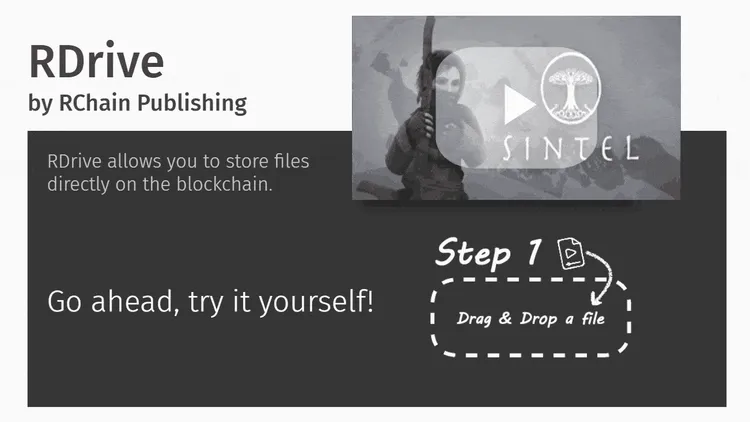 RDrive
by RChain Publishing
SINTEL
RDrive allows you to store files
directly on the blockchain.
Step 1
Go ahead, try it yourself!
Drag & Drop a file